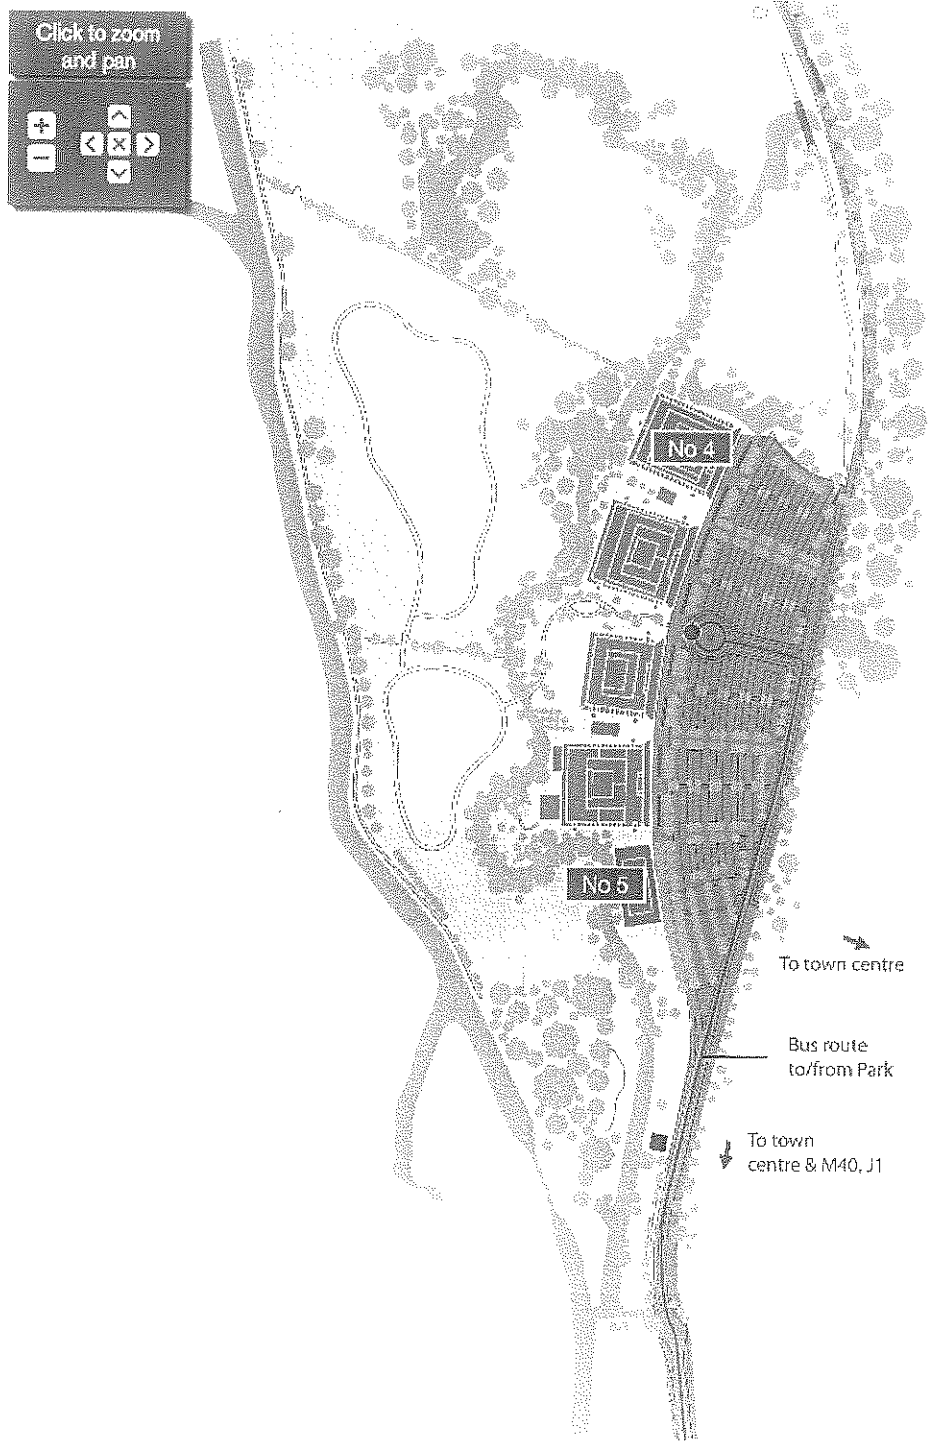 Click to zoom
and pan
No 4
No 5
To town centre
Bus route
to/from Park
To town
centre & M40, J1